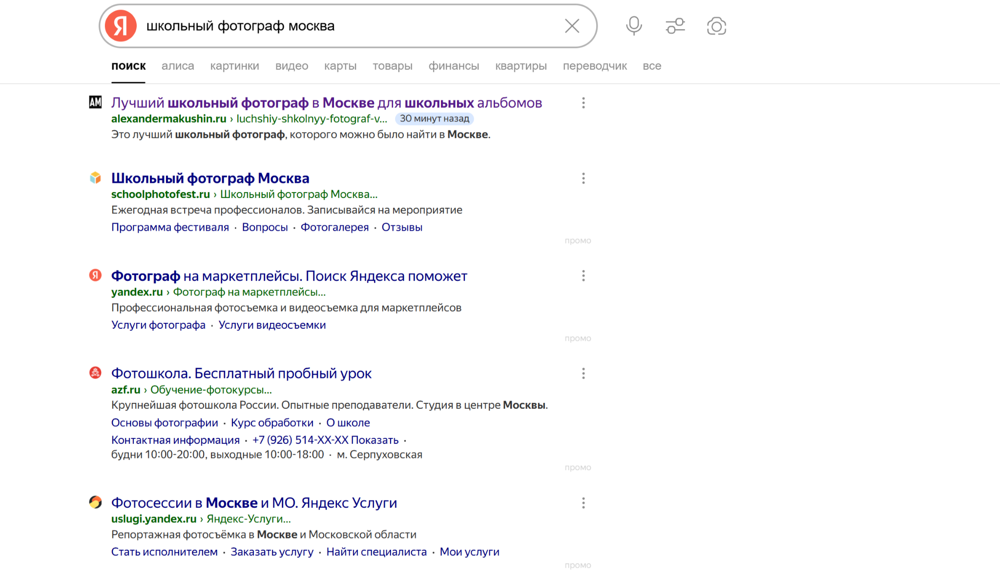 Я школьный фотограф москва
поиск алиса картинки видео карты товары финансы квартиры переводчик все
AM Лучший школьный фотограф в Москве для школьных альбомов
alexandermakushin.ru › luchshiy-shkolnyy-fotograf-v... 30 минут назад
Это лучший школьный фотограф, которого можно было найти в Москве.
Школьный фотограф Москва
schoolphotofest.ru › Школьный фотограф Москва...
Ежегодная встреча профессионалов. Записывайся на мероприятие
Программа фестиваля · Вопросы · Фотогалерея · Отзывы
промо
Я Фотограф на маркетплейсы. Поиск Яндекса поможет
yandex.ru › Фотограф на маркетплейсы...
Профессиональная фотосъемка и видеосъемка для маркетплейсов
Услуги фотографа · Услуги видеосъемки
промо
Фотошкола. Бесплатный пробный урок
azf.ru › Обучение-фотокурсы...
Крупнейшая фотошкола России. Опытные преподаватели. Студия в центре Москвы.
Основы фотографии · Курс обработки · О школе
Контактная информация · +7 (926) 514-XX-XX Показать ·
будни 10:00-20:00, выходные 10:00-18:00 · м. Серпуховская
промо
Фотосессии в Москве и МО. Яндекс Услуги
uslugi.yandex.ru › Яндекс-Услуги...
Репортажная фотосъёмка в Москве и Московской области
Стать исполнителем · Заказать услугу · Найти специалиста · Мои услуги
промо